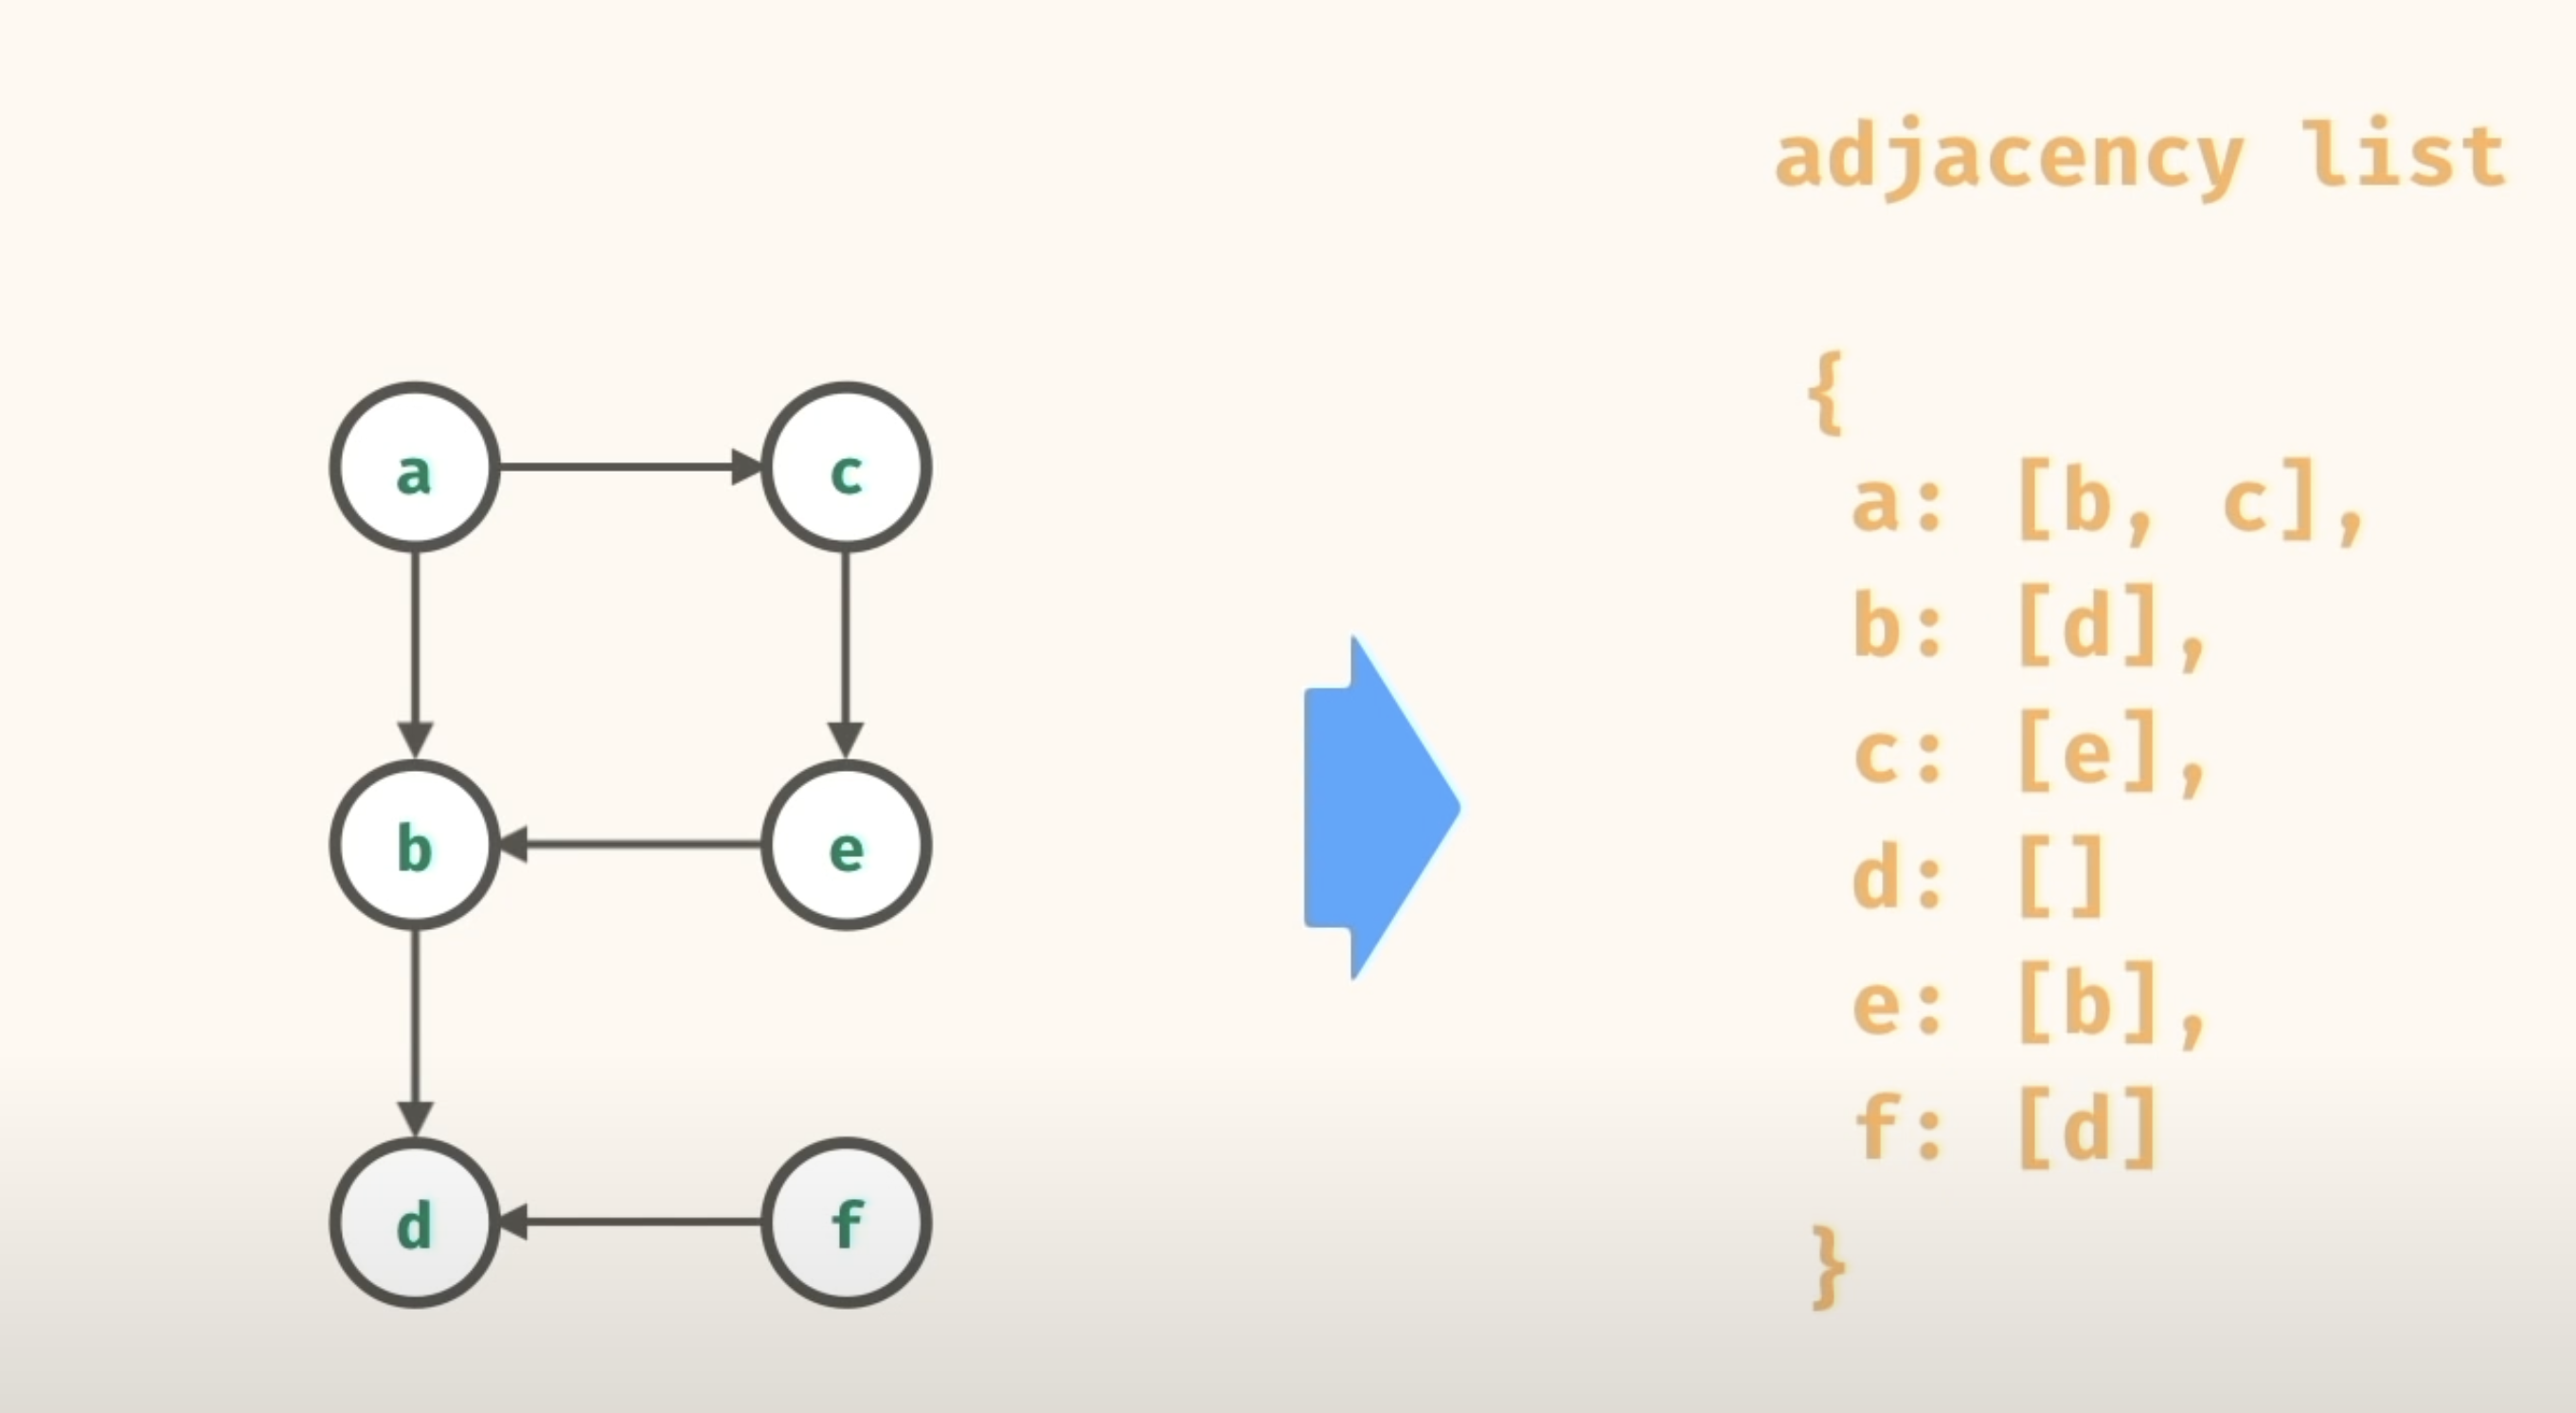 adjacency list
a
c
b
e
d
f
{
a: [b, c],
b: [d],
c: [e],
d: []
e: [b],
f: [d]
}